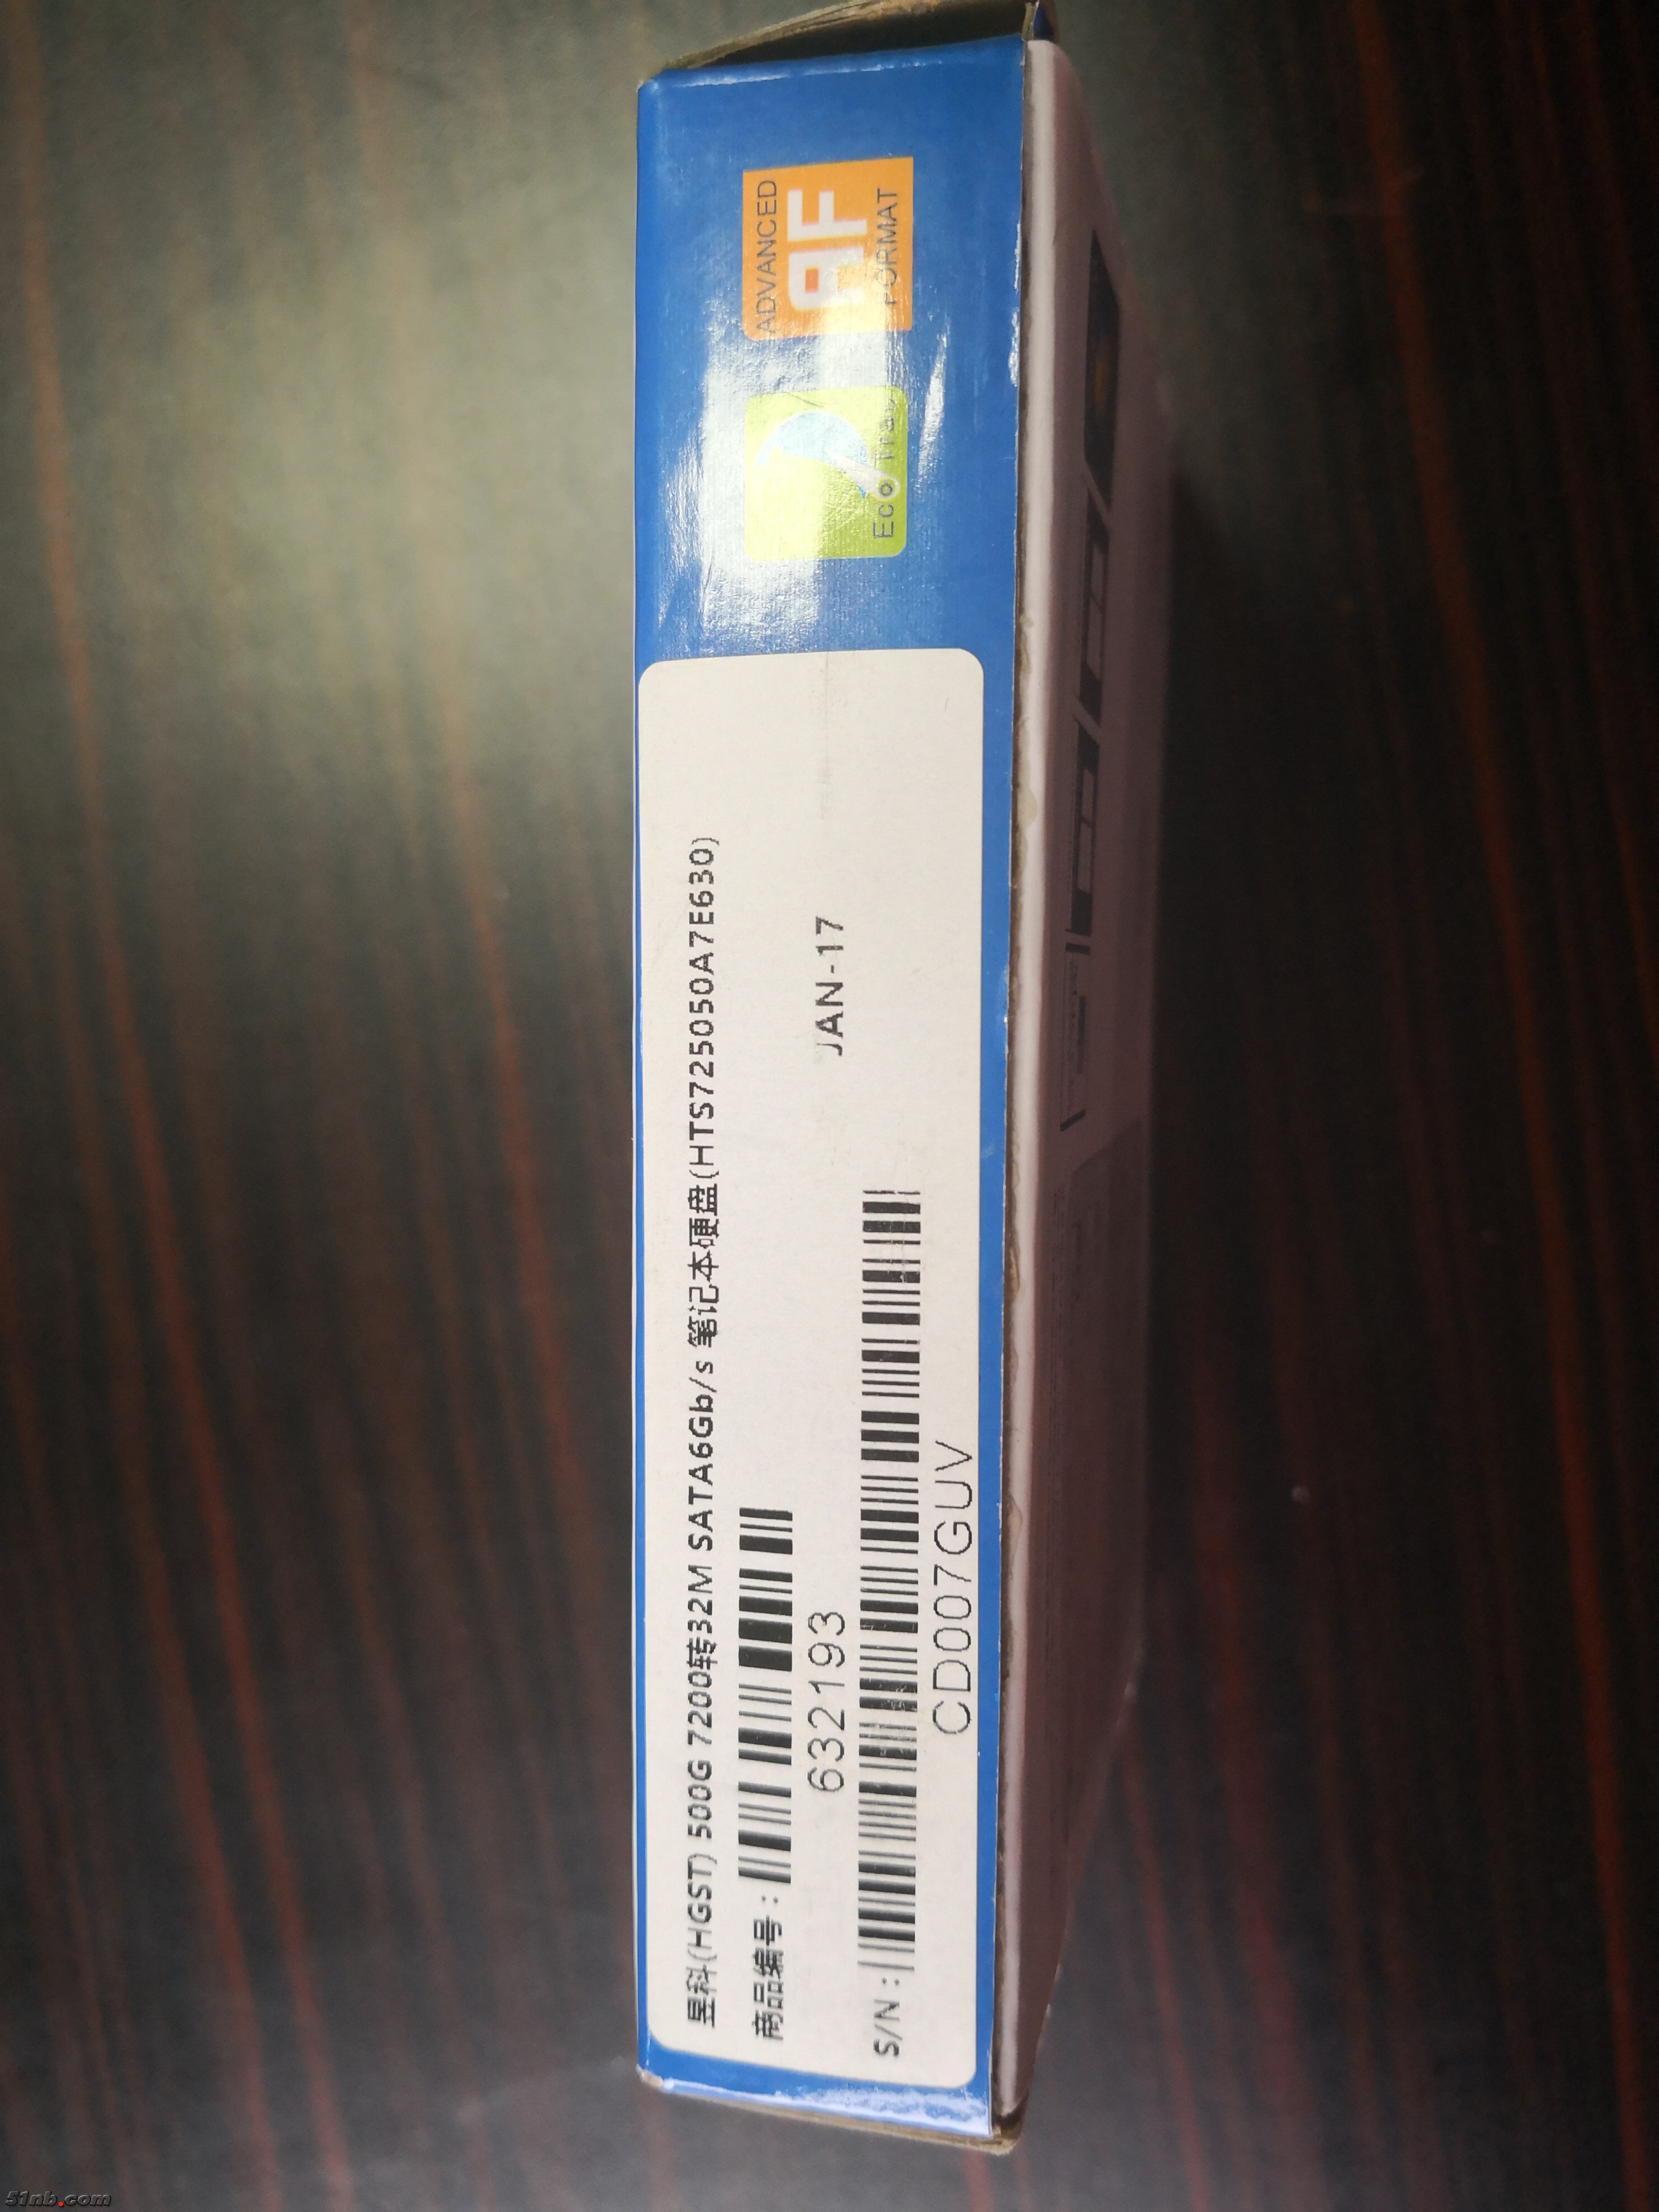 昱科(HGST) 500G 7200转32M SATA6Gb/s 笔记本硬盘(HTS725050A7E630)
商品编号:
632193
JAN-17
S/N:
CD007GUV
Eco
ADVANCED
AF
FORMAT
51nb.com